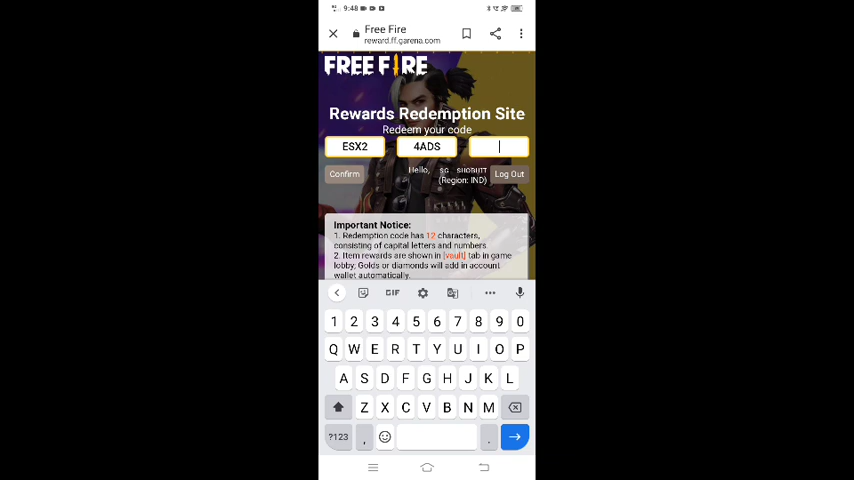 9:48
Free Fire
reward.ff.garena.com
FREE FIRE
Rewards Redemption Site
Redeem your code
ESX2 4ADS
Confirm Hello, SG SHOBUTT Log Out
(Region: IND)
Important Notice:
1. Redemption code has 12 characters,
consisting of capital letters and numbers.
2. Item rewards are shown in [vault] tab in game
lobby; Golds or diamonds will add in account
wallet automatically.
GIF
1 2 3 4 5 6 7 8 9 0
Q W E R T Y U I O P
A S D F G H J K L
Z X C V B N M
?123 , .